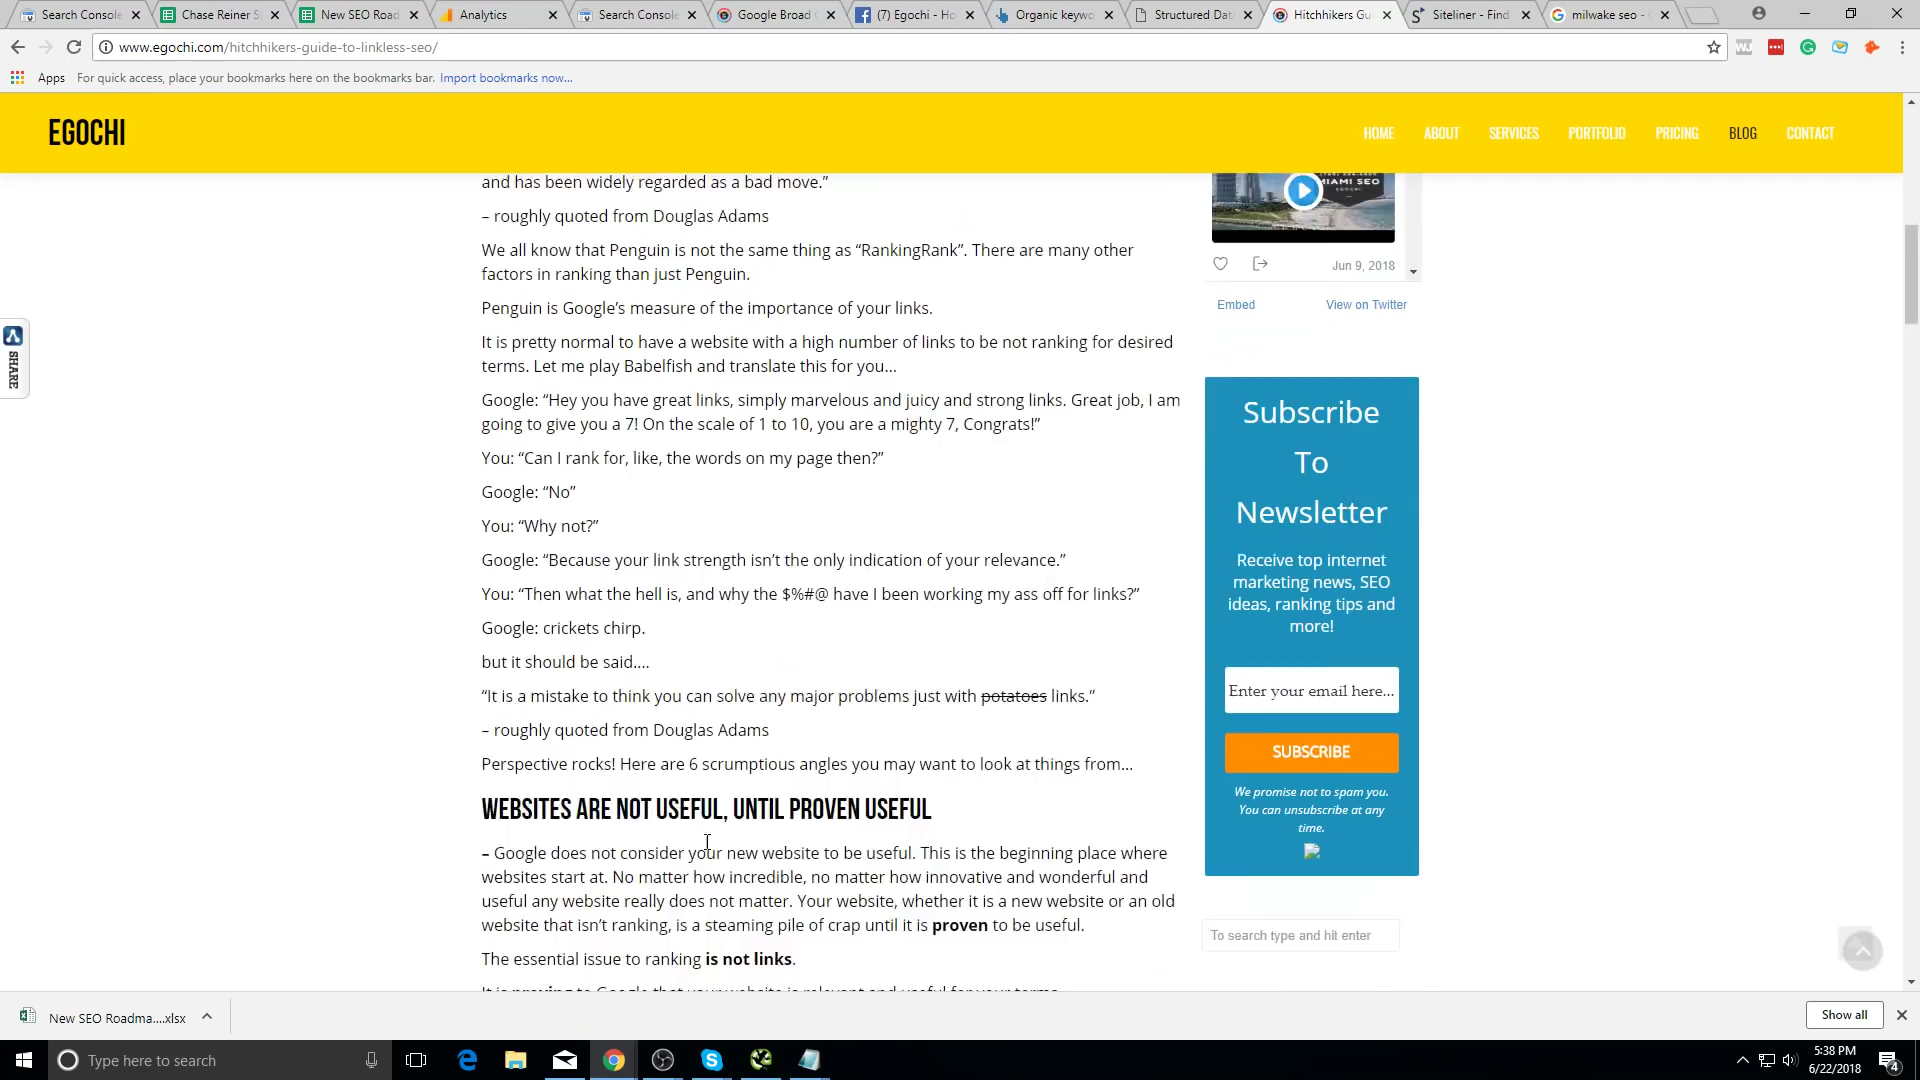 Search Console
Chase Reiner S
New SEO Road
Analytics
Search Console
Google Broad
(7) Egochi - Ho
Organic keywo
Structured Dat
Hitchhikers Gu
Siteliner - Find
milwake seo -
www.egochi.com/hitchhikers-guide-to-linkless-seo/
Apps
For quick access, place your bookmarks here on the bookmarks bar. Import bookmarks now...
EGOCHI
HOME
ABOUT
SERVICES
PORTFOLIO
PRICING
BLOG
CONTACT
and has been widely regarded as a bad move.”
– roughly quoted from Douglas Adams
We all know that Penguin is not the same thing as “RankingRank”. There are many other
factors in ranking than just Penguin.
Penguin is Google’s measure of the importance of your links.
It is pretty normal to have a website with a high number of links to be not ranking for desired
terms. Let me play Babelfish and translate this for you…
Google: “Hey you have great links, simply marvelous and juicy and strong links. Great job, I am
going to give you a 7! On the scale of 1 to 10, you are a mighty 7, Congrats!”
You: “Can I rank for, like, the words on my page then?”
Google: “No”
You: “Why not?”
Google: “Because your link strength isn’t the only indication of your relevance.”
You: “Then what the hell is, and why the $%#@ have I been working my ass off for links?”
Google: crickets chirp.
but it should be said….
“It is a mistake to think you can solve any major problems just with potatoes links.”
– roughly quoted from Douglas Adams
Perspective rocks! Here are 6 scrumptious angles you may want to look at things from…
WEBSITES ARE NOT USEFUL, UNTIL PROVEN USEFUL
– Google does not consider your new website to be useful. This is the beginning place where
websites start at. No matter how incredible, no matter how innovative and wonderful and
useful any website really does not matter. Your website, whether it is a new website or an old
website that isn’t ranking, is a steaming pile of crap until it is proven to be useful.
The essential issue to ranking is not links.
It is proving to Google that your website is relevant and useful for your terms.
SHARE
MIAMI SEO
EGOCHI
Jun 9, 2018
Embed
View on Twitter
Subscribe
To
Newsletter
Receive top internet
marketing news, SEO
ideas, ranking tips and
more!
Enter your email here...
SUBSCRIBE
We promise not to spam you.
You can unsubscribe at any
time.
To search type and hit enter
New SEO Roadma....xlsx
Show all
Type here to search
5:38 PM
6/22/2018
4